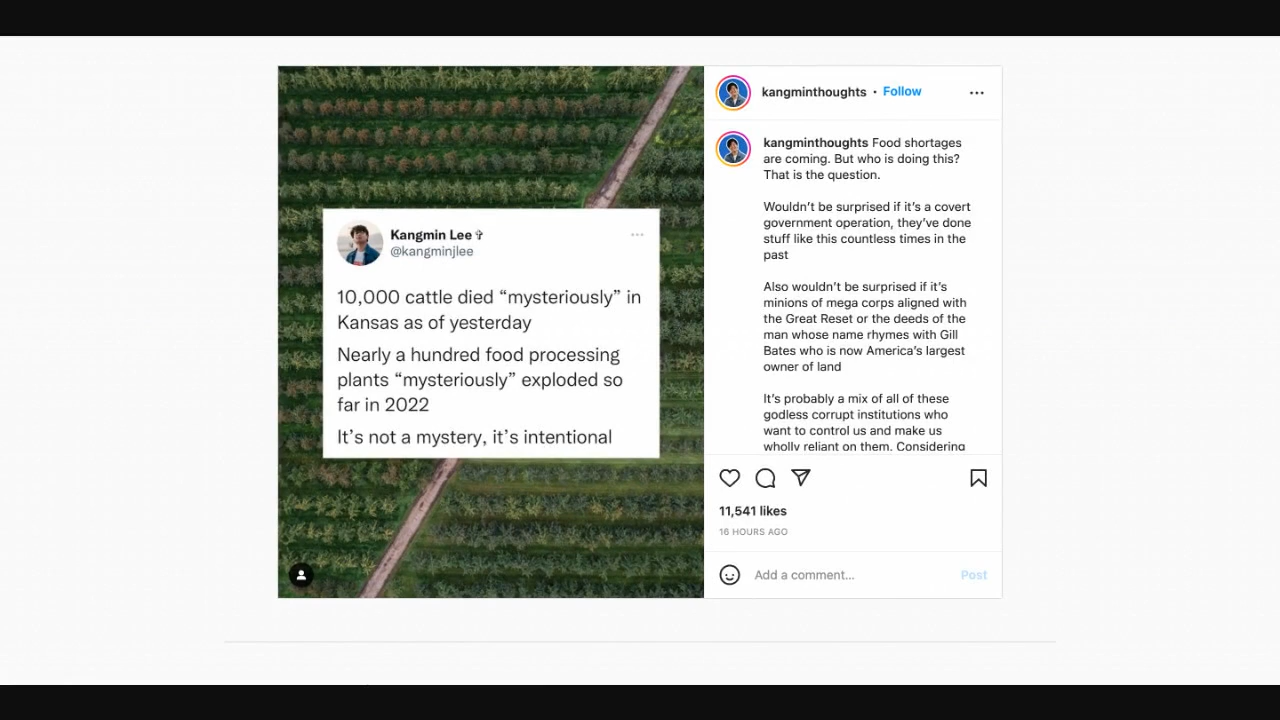 Kangmin Lee ✞
@kangminjlee
10,000 cattle died “mysteriously” in
Kansas as of yesterday
Nearly a hundred food processing
plants “mysteriously” exploded so
far in 2022
It’s not a mystery, it’s intentional
kangminthoughts • Follow
kangminthoughts Food shortages
are coming. But who is doing this?
That is the question.
Wouldn’t be surprised if it’s a covert
government operation, they’ve done
stuff like this countless times in the
past
Also wouldn’t be surprised if it’s
minions of mega corps aligned with
the Great Reset or the deeds of the
man whose name rhymes with Gill
Bates who is now America’s largest
owner of land
It’s probably a mix of all of these
godless corrupt institutions who
want to control us and make us
wholly reliant on them. Considering
11,541 likes
16 HOURS AGO
Add a comment...
Post